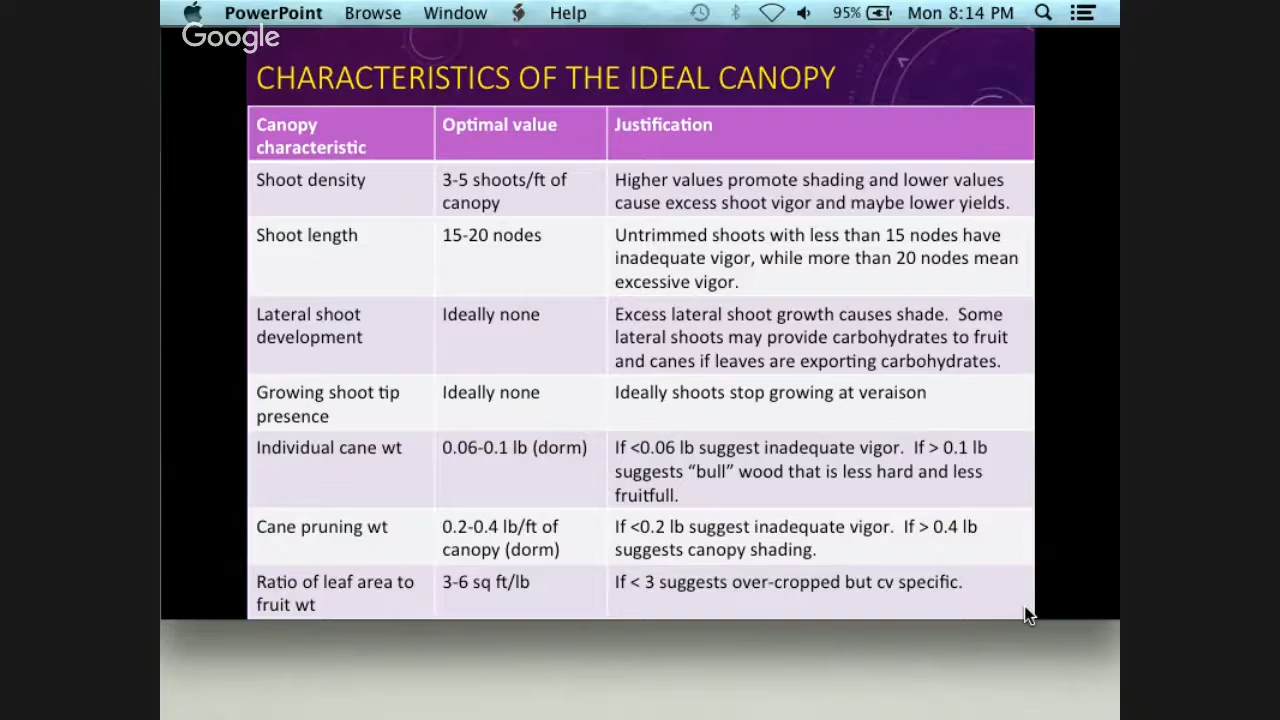 PowerPoint Browse Window Help 95% Mon 8:14 PM
Google
CHARACTERISTICS OF THE IDEAL CANOPY
Canopy characteristic Optimal value Justification
Shoot density
3-5 shoots/ft of
canopy
Higher values promote shading and lower values
cause excess shoot vigor and maybe lower yields.
Shoot length
15-20 nodes
Untrimmed shoots with less than 15 nodes have
inadequate vigor, while more than 20 nodes mean
excessive vigor.
Lateral shoot
development
Ideally none
Excess lateral shoot growth causes shade. Some
lateral shoots may provide carbohydrates to fruit
and canes if leaves are exporting carbohydrates.
Growing shoot tip
presence
Ideally none
Ideally shoots stop growing at veraison
Individual cane wt
0.06-0.1 lb (dorm)
If <0.06 lb suggest inadequate vigor. If > 0.1 lb
suggests “bull” wood that is less hard and less
fruitfull.
Cane pruning wt
0.2-0.4 lb/ft of
canopy (dorm)
If <0.2 lb suggest inadequate vigor. If > 0.4 lb
suggests canopy shading.
Ratio of leaf area to
fruit wt
3-6 sq ft/lb
If < 3 suggests over-cropped but cv specific.